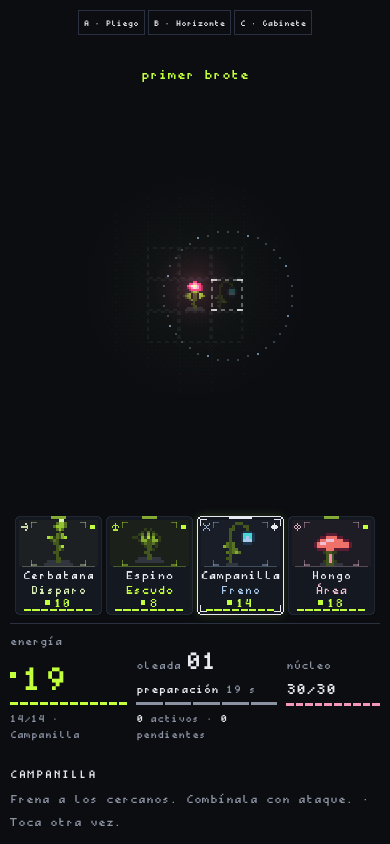 A · Pliego B · Horizonte C · Gabinete
primer brote
Cerbatana Espino Campanilla Hongo
Disparo Escudo Freno Área
10 8 14 18
energía
19
14/14 ·
Campanilla
oleada 01
preparación 19 s
0 activos · 0
pendientes
núcleo
30/30
CAMPANILLA
Frena a los cercanos. Combínala con ataque. ·
Toca otra vez.